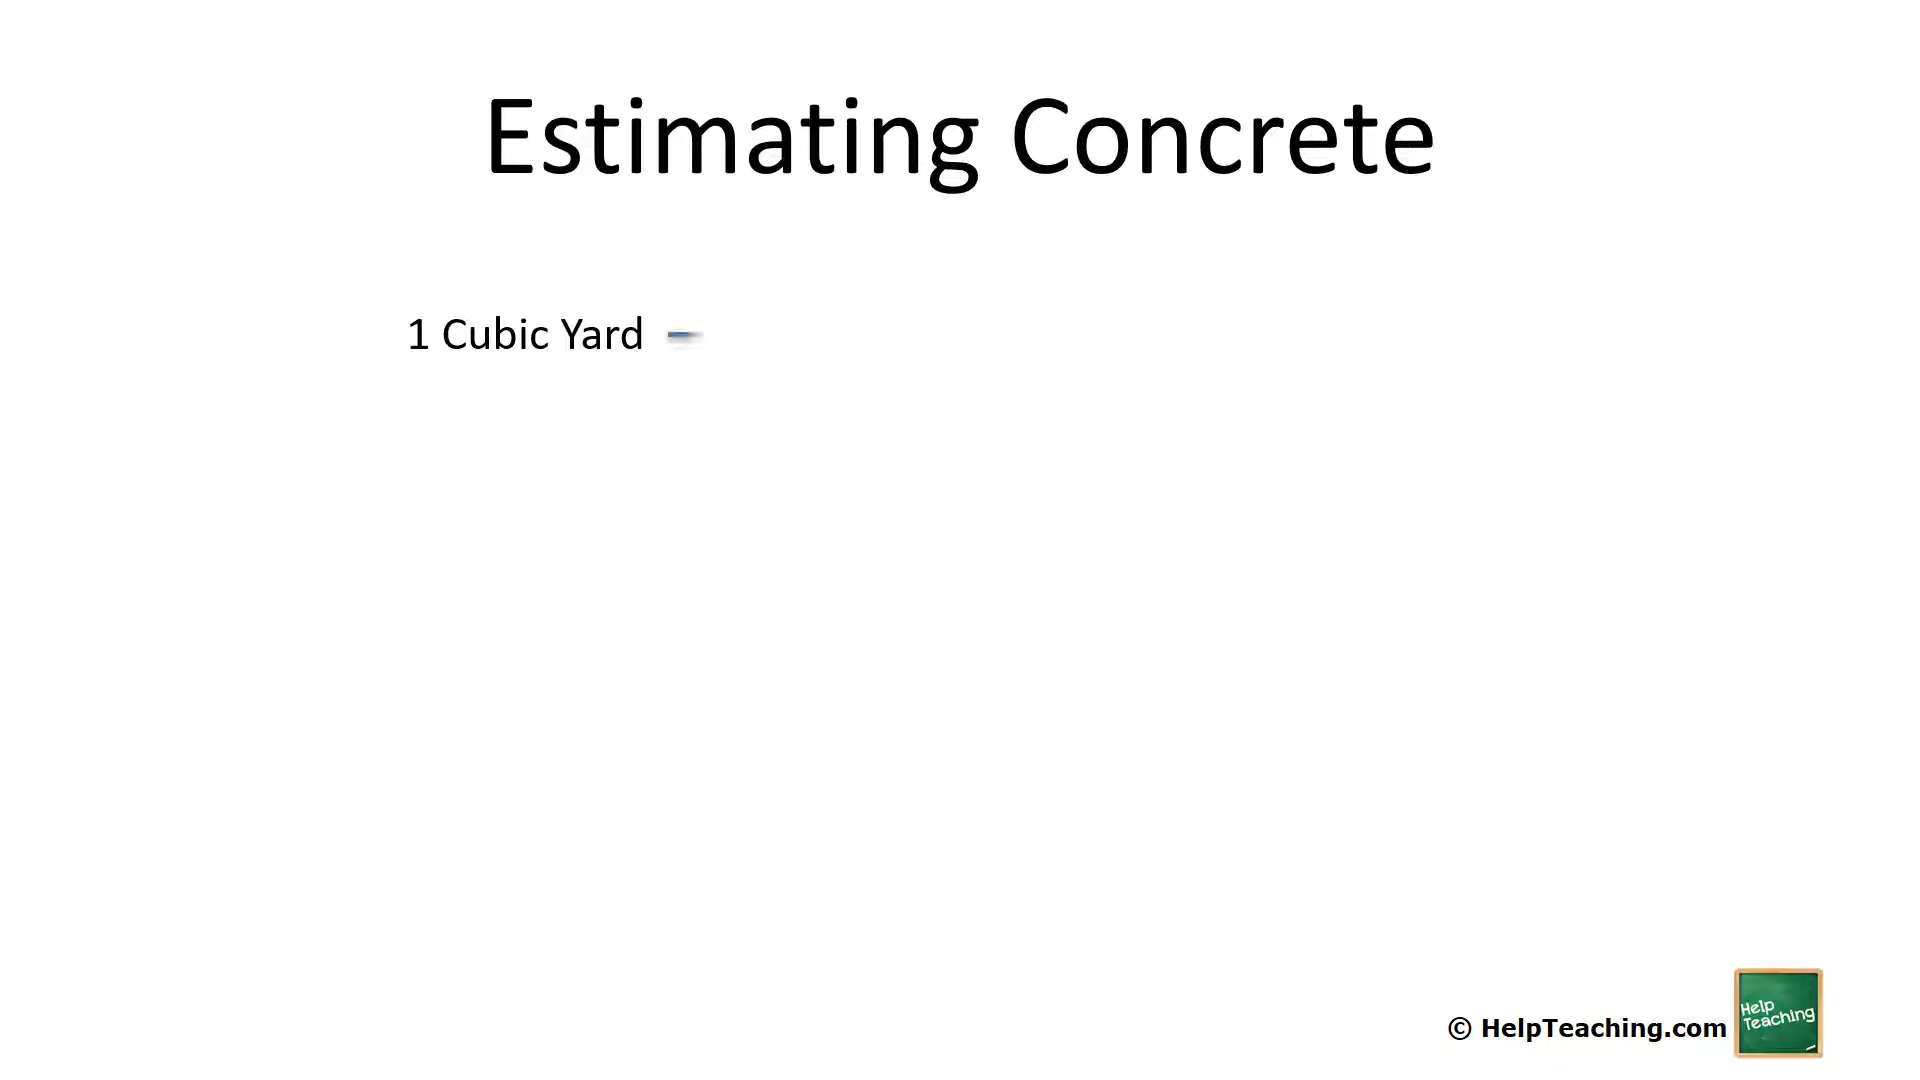 Estimating Concrete
1 Cubic Yard
© HelpTeaching.com
Help
Teaching